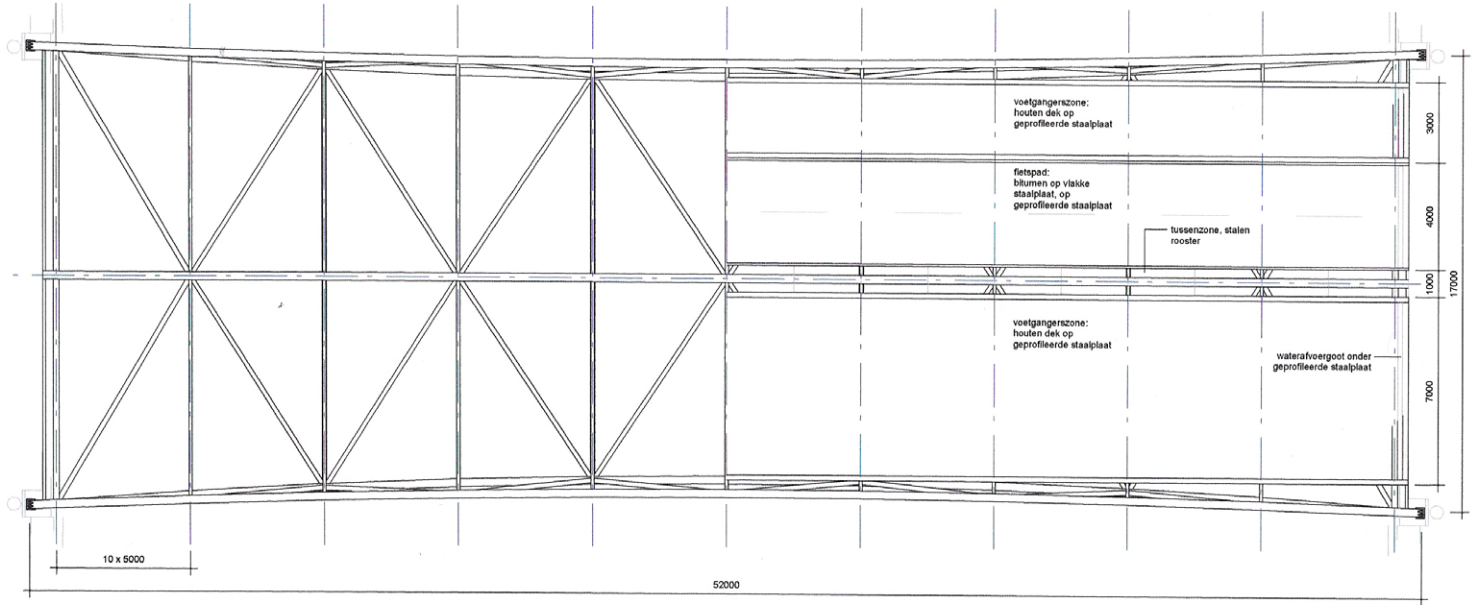 voetgangerszone:
houten dek op
geprofileerde staalplaat
3000
fietspad:
bitumen op vlakke
staalplaat, op
geprofileerde staalplaat
4000
tussenzone, stalen
rooster
1000
17000
voetgangerszone:
houten dek op
geprofileerde staalplaat
waterafvoergoot onder
geprofileerde staalplaat
7000
10 x 5000
52000